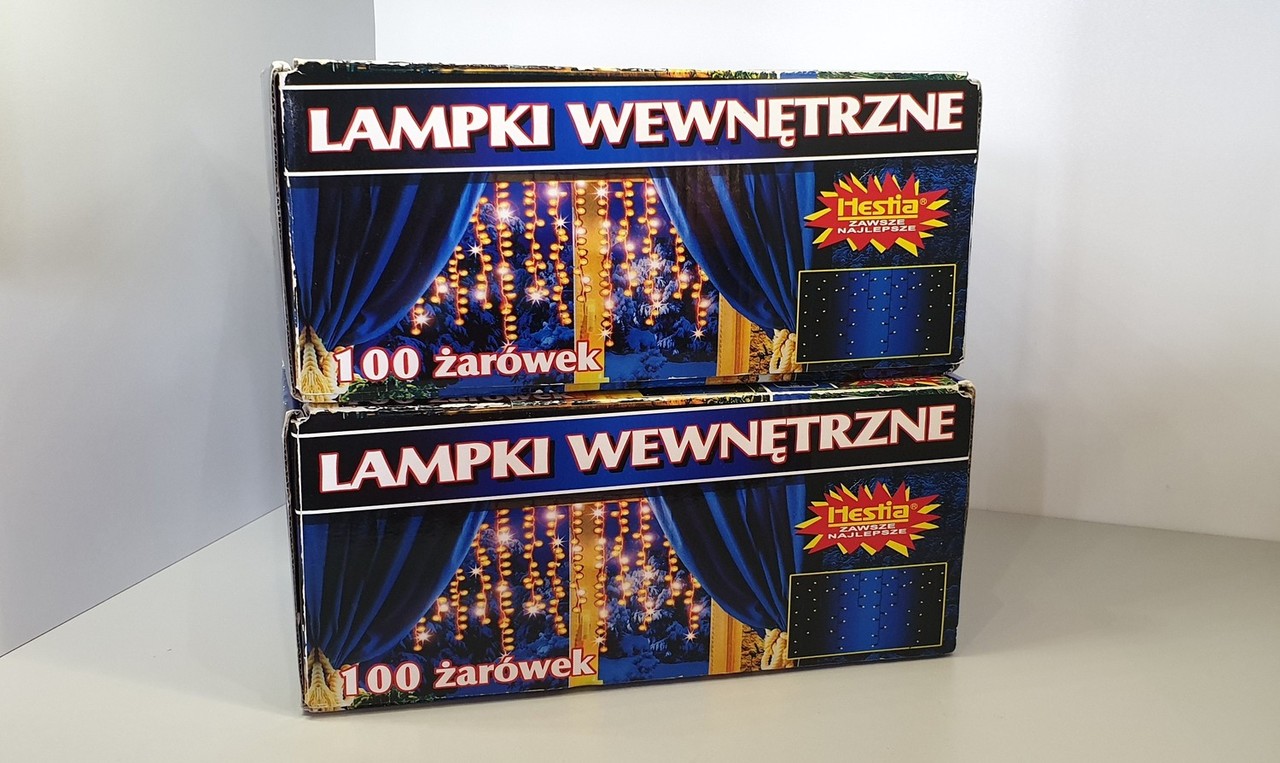 LAMPKI WEWNĘTRZNE
Hestia®
ZAWSZE
NAJLEPSZE
100 żarówek
LAMPKI WEWNĘTRZNE
Hestia®
ZAWSZE
NAJLEPSZE
100 żarówek